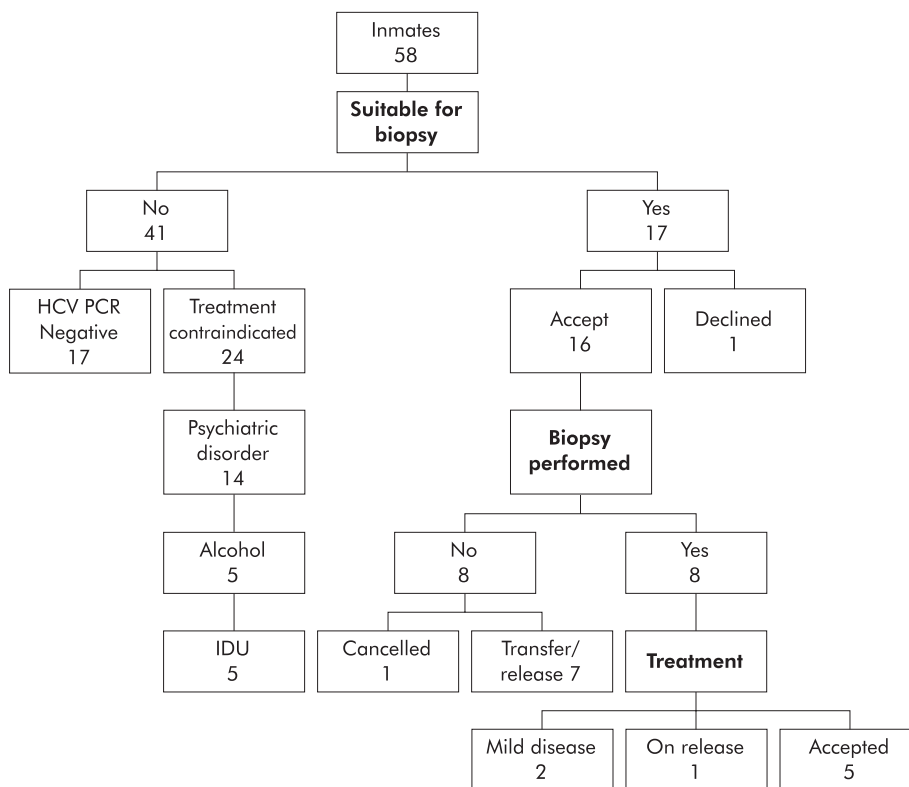 Inmates
58
Suitable for
biopsy
No
41
Yes
17
HCV PCR
Negative
17
Treatment
contraindicated
24
Accept
16
Declined
1
Psychiatric
disorder
14
Biopsy
performed
Alcohol
5
No
8
Yes
8
IDU
5
Cancelled
1
Transfer/
release 7
Treatment
Mild disease
2
On release
1
Accepted
5